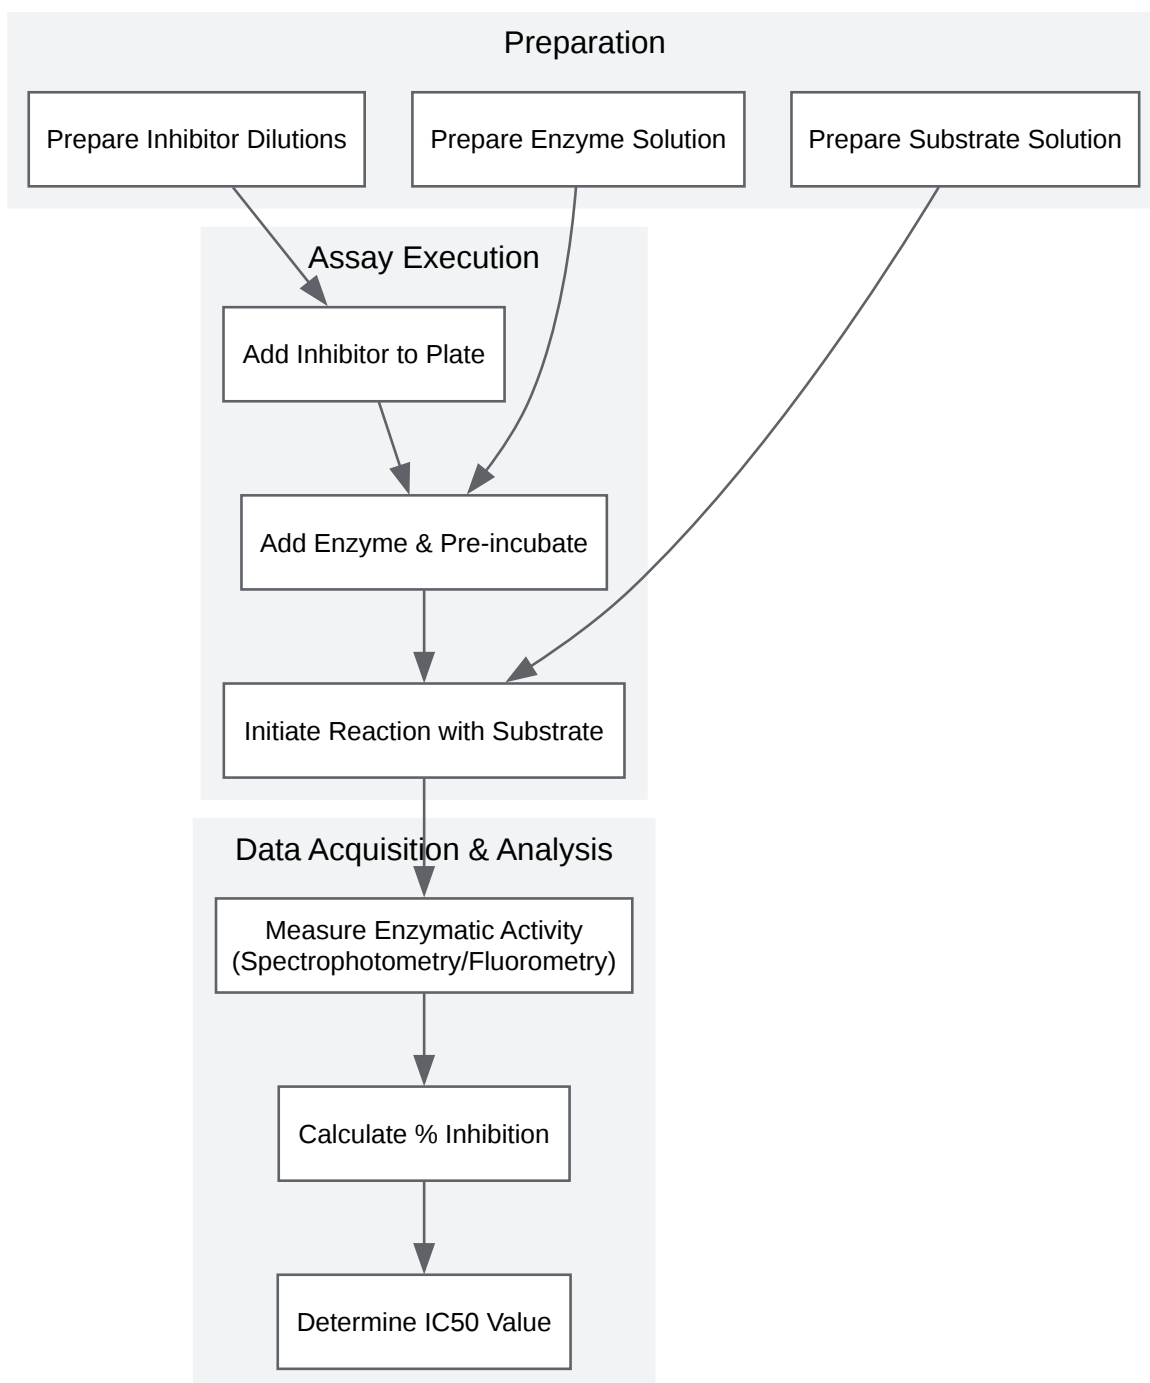 Preparation
Prepare Inhibitor Dilutions
Prepare Enzyme Solution
Prepare Substrate Solution
Assay Execution
Add Inhibitor to Plate
Add Enzyme & Pre-incubate
Initiate Reaction with Substrate
Data Acquisition & Analysis
Measure Enzymatic Activity
(Spectrophotometry/Fluorometry)
Calculate % Inhibition
Determine IC50 Value